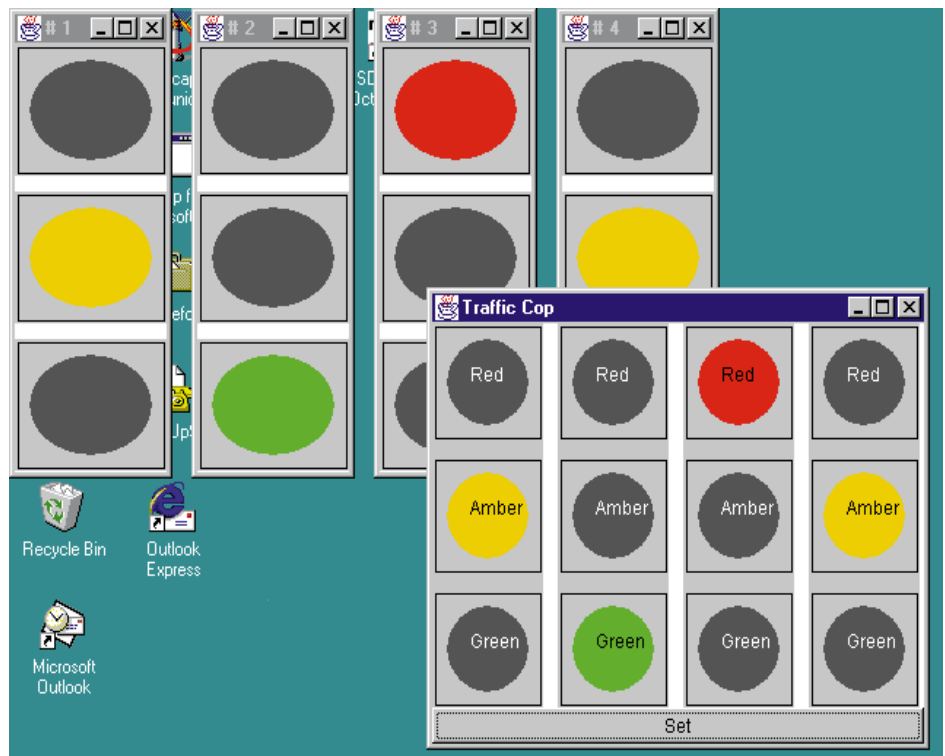 # 1
# 2
# 3
# 4
Traffic Cop
Red
Red
Red
Red
Amber
Amber
Amber
Amber
Green
Green
Green
Green
Set
Recycle Bin
Outlook
Express
Microsoft
Outlook